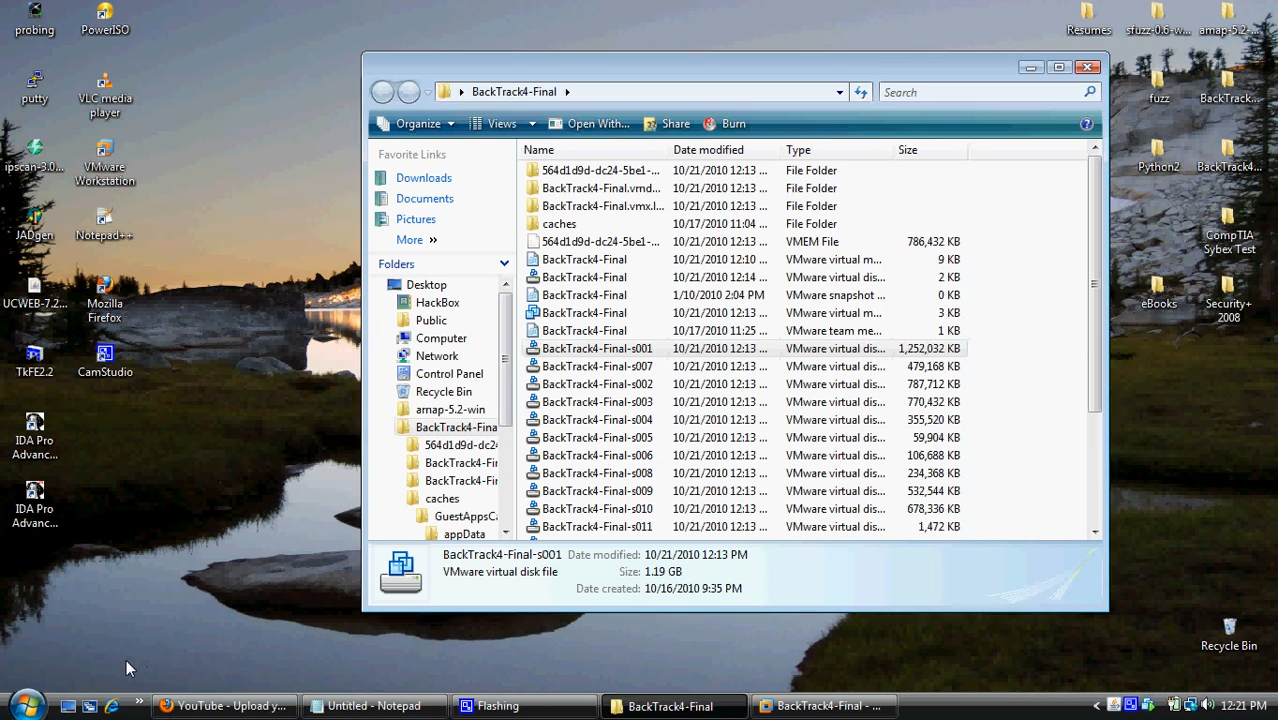 probing
PowerISO
putty
VLC media
player
ipscan-3.0...
VMware
Workstation
JADgen
Notepad++
UCWEB-7.2...
Mozilla
Firefox
TkFE2.2
CamStudio
IDA Pro
Advanc...
IDA Pro
Advanc...
Resumes
sfuzz-0.6-w...
amap-5.2-...
fuzz
BackTrack...
Python2
BackTrack4...
CompTIA
Sybex Test
eBooks
Security+
2008
Recycle Bin
BackTrack4-Final
Search
Organize Views Open With... Share Burn
Favorite Links
Downloads
Documents
Pictures
More »
Folders
Desktop
HackBox
Public
Computer
Network
Control Panel
Recycle Bin
amap-5.2-win
BackTrack4-Fina
564d1d9d-dc24
BackTrack4-Fir
BackTrack4-Fir
caches
GuestAppsCa
appData
Name Date modified Type Size
564d1d9d-dc24-5be1-... 10/21/2010 12:13 ... File Folder
BackTrack4-Final.vmd... 10/21/2010 12:13 ... File Folder
BackTrack4-Final.vmx.l... 10/21/2010 12:13 ... File Folder
caches 10/17/2010 11:04 ... File Folder
564d1d9d-dc24-5be1-... 10/21/2010 12:13 ... VMEM File 786,432 KB
BackTrack4-Final 10/21/2010 12:10 ... VMware virtual m... 9 KB
BackTrack4-Final 10/21/2010 12:14 ... VMware virtual dis... 2 KB
BackTrack4-Final 1/10/2010 2:04 PM VMware snapshot ... 0 KB
BackTrack4-Final 10/21/2010 12:13 ... VMware virtual m... 3 KB
BackTrack4-Final 10/17/2010 11:25 ... VMware team me... 1 KB
BackTrack4-Final-s001 10/21/2010 12:13 ... VMware virtual dis... 1,252,032 KB
BackTrack4-Final-s007 10/21/2010 12:13 ... VMware virtual dis... 479,168 KB
BackTrack4-Final-s002 10/21/2010 12:13 ... VMware virtual dis... 787,712 KB
BackTrack4-Final-s003 10/21/2010 12:13 ... VMware virtual dis... 770,432 KB
BackTrack4-Final-s004 10/21/2010 12:13 ... VMware virtual dis... 355,520 KB
BackTrack4-Final-s005 10/21/2010 12:13 ... VMware virtual dis... 59,904 KB
BackTrack4-Final-s006 10/21/2010 12:13 ... VMware virtual dis... 106,688 KB
BackTrack4-Final-s008 10/21/2010 12:13 ... VMware virtual dis... 234,368 KB
BackTrack4-Final-s009 10/21/2010 12:13 ... VMware virtual dis... 532,544 KB
BackTrack4-Final-s010 10/21/2010 12:13 ... VMware virtual dis... 678,336 KB
BackTrack4-Final-s011 10/21/2010 12:13 ... VMware virtual dis... 1,472 KB
BackTrack4-Final-s001 Date modified: 10/21/2010 12:13 PM
VMware virtual disk file Size: 1.19 GB
Date created: 10/16/2010 9:35 PM
» YouTube - Upload y... Untitled - Notepad Flashing BackTrack4-Final BackTrack4-Final - ... < 12:21 PM